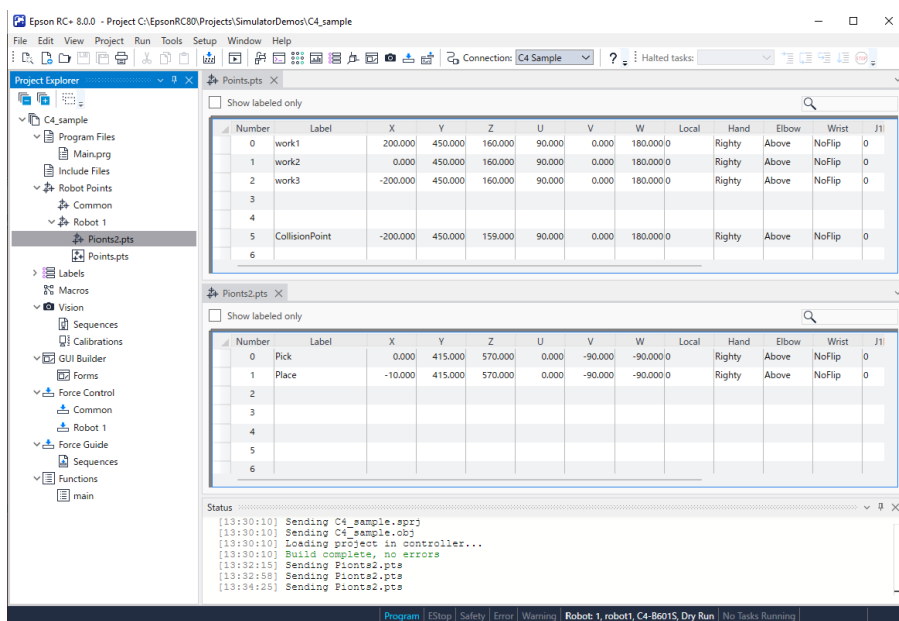 Epson RC+ 8.0.0 - Project C:\EpsonRC80\Projects\SimulatorDemos\C4_sample
File Edit View Project Run Tools Setup Window Help
Connection: C4 Sample ? Halted tasks:
Project Explorer
C4_sample
Program Files
Main.prg
Include Files
Robot Points
Common
Robot 1
Pionts2.pts
Points.pts
Labels
Macros
Vision
Sequences
Calibrations
GUI Builder
Forms
Force Control
Common
Robot 1
Force Guide
Sequences
Functions
main
Points.pts
Show labeled only
Number Label X Y Z U V W Local Hand Elbow Wrist J1
0 work1 200.000 450.000 160.000 90.000 0.000 180.000 0 Righty Above NoFlip 0
1 work2 0.000 450.000 160.000 90.000 0.000 180.000 0 Righty Above NoFlip 0
2 work3 -200.000 450.000 160.000 90.000 0.000 180.000 0 Righty Above NoFlip 0
3
4
5 CollisionPoint -200.000 450.000 159.000 90.000 0.000 180.000 0 Righty Above NoFlip 0
6
Pionts2.pts
Show labeled only
Number Label X Y Z U V W Local Hand Elbow Wrist J1
0 Pick 0.000 415.000 570.000 0.000 -90.000 -90.000 0 Righty Above NoFlip 0
1 Place -10.000 415.000 570.000 0.000 -90.000 -90.000 0 Righty Above NoFlip 0
2
3
4
5
6
Status
[13:30:10] Sending C4_sample.sprj
[13:30:10] Sending C4_sample.obj
[13:30:10] Loading project in controller...
[13:30:10] Build complete, no errors
[13:32:15] Sending Pionts2.pts
[13:32:58] Sending Pionts2.pts
[13:34:25] Sending Pionts2.pts
Program EStop Safety Error Warning Robot: 1, robot1, C4-B601S, Dry Run No Tasks Running